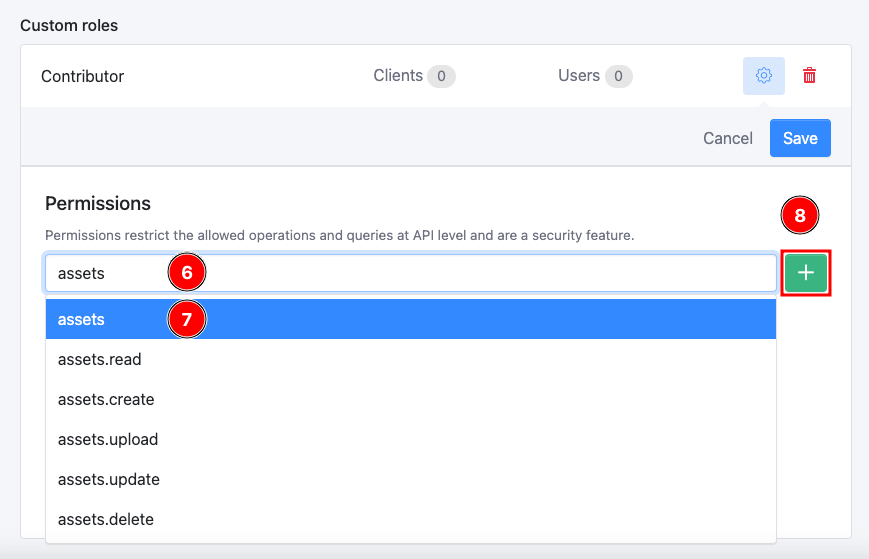 Custom roles
Contributor Clients 0 Users 0
Cancel Save
Permissions
8
Permissions restrict the allowed operations and queries at API level and are a security feature.
assets 6 +
assets 7
assets.read
assets.create
assets.upload
assets.update
assets.delete